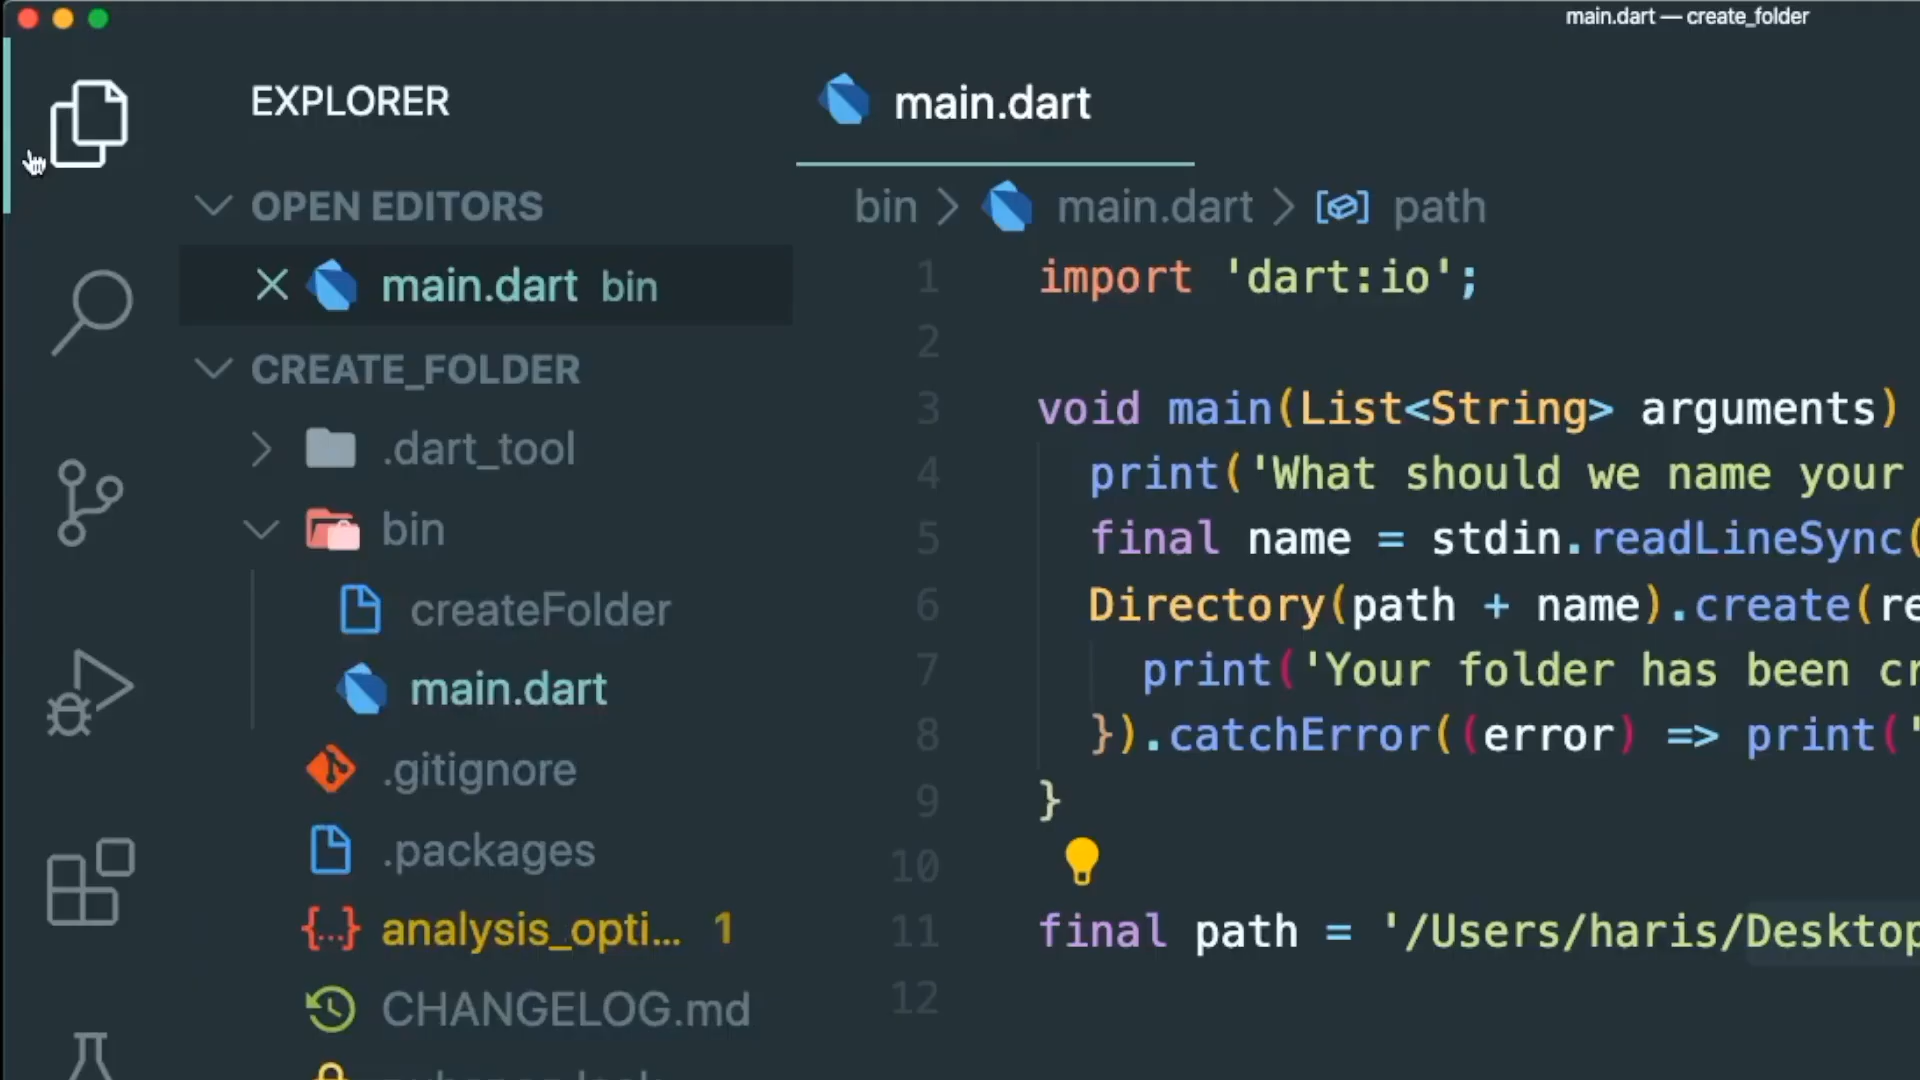 main.dart — create_folder
EXPLORER
OPEN EDITORS
main.dart bin
CREATE_FOLDER
.dart_tool
bin
createFolder
main.dart
.gitignore
.packages
analysis_opti... 1
CHANGELOG.md
main.dart
bin > main.dart > path
1 import 'dart:io';
2
3 void main(List<String> arguments)
4 print('What should we name your
5 final name = stdin.readLineSync(
6 Directory(path + name).create(re
7 print('Your folder has been cr
8 }).catchError((error) => print('
9 }
10
11 final path = '/Users/haris/Desktop
12